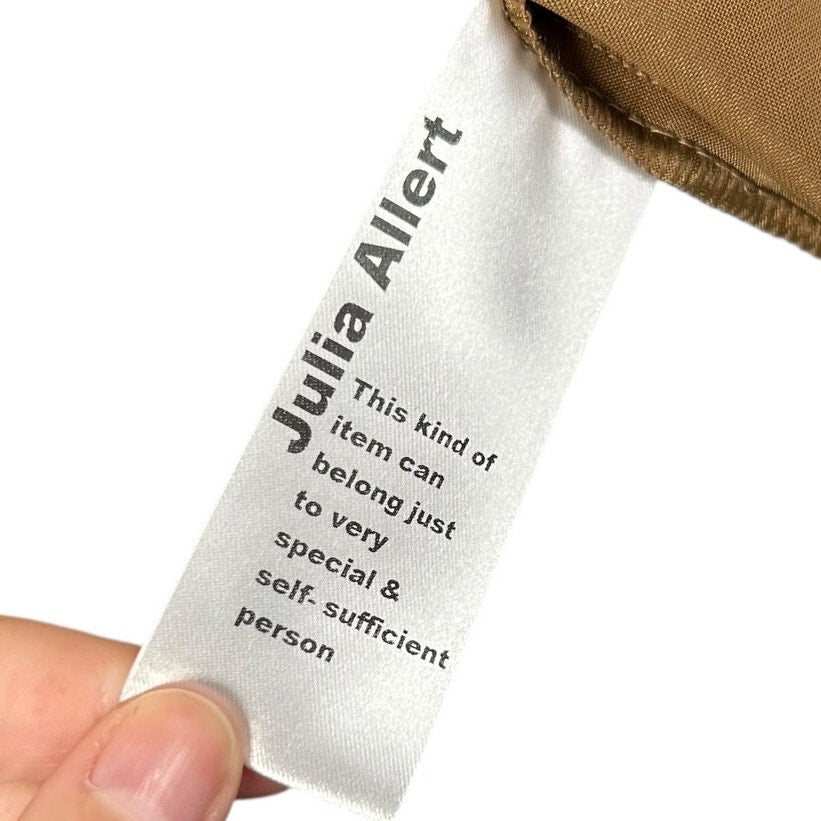 Julia Allert
This kind of
item can
belong just
to very
special &
self- sufficient
person